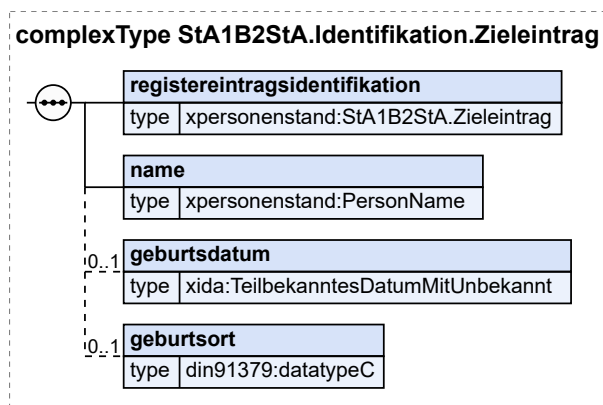 complexType StA1B2StA.Identifikation.Zieleintrag
registereintragsidentifikation
type xpersonenstand:StA1B2StA.Zieleintrag
name
type xpersonenstand:PersonName
0..1 geburtsdatum
type xida:TeilbekanntesDatumMitUnbekannt
0..1 geburtsort
type din91379:datatypeC